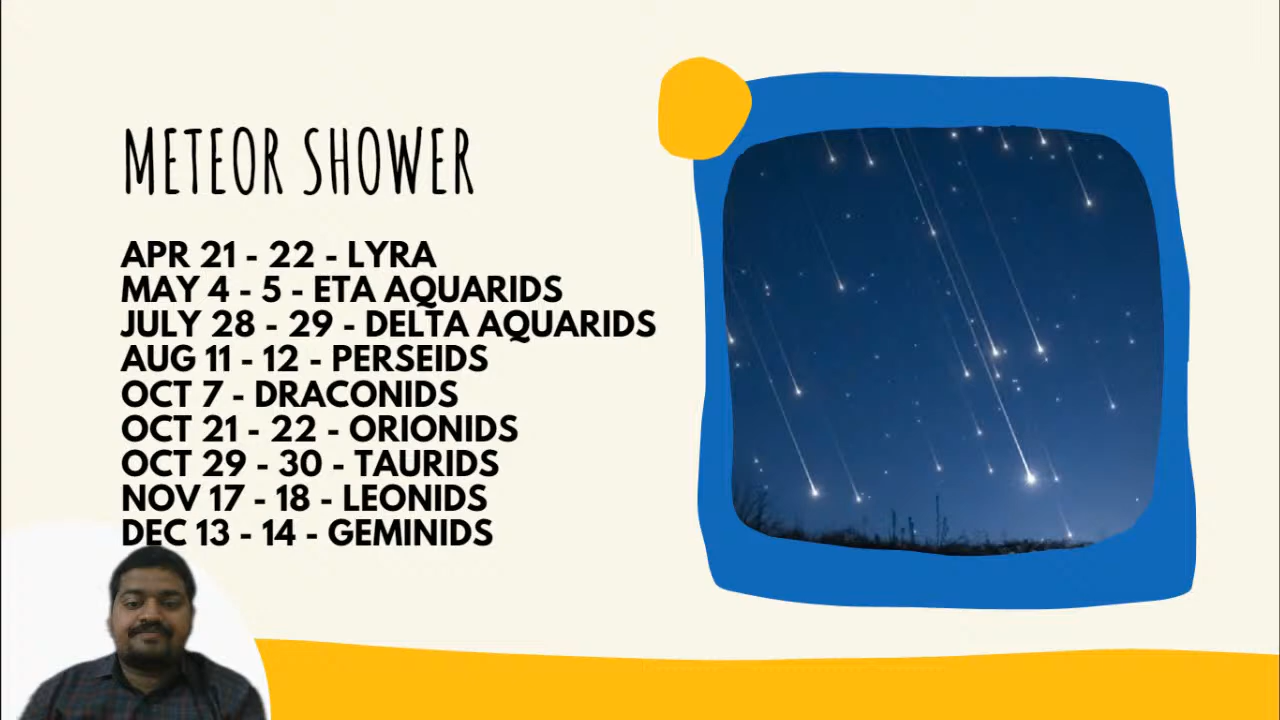 METEOR SHOWER
APR 21 - 22 - LYRA
MAY 4 - 5 - ETA AQUARIDS
JULY 28 - 29 - DELTA AQUARIDS
AUG 11 - 12 - PERSEIDS
OCT 7 - DRACONIDS
OCT 21 - 22 - ORIONIDS
OCT 29 - 30 - TAURIDS
NOV 17 - 18 - LEONIDS
DEC 13 - 14 - GEMINIDS